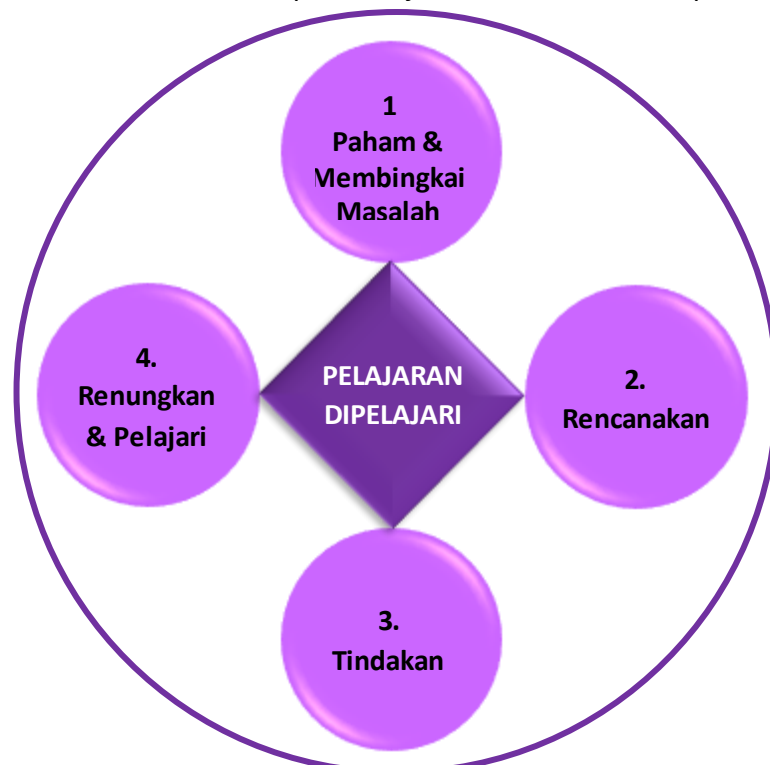 1
Paham &
Membingkai
Masalah
4.
Renungkan
& Pelajari
PELAJARAN
DIPELAJARI
2.
Rencanakan
3.
Tindakan